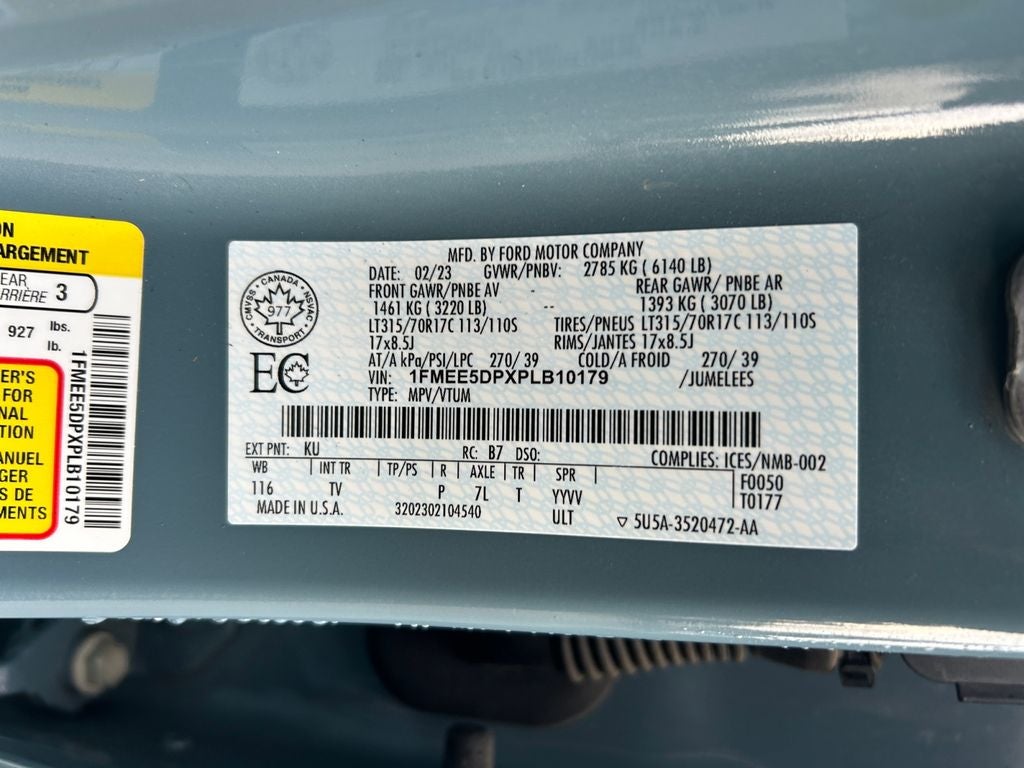 ON
ARGEMENT
EAR
RRIÈRE 3
927 lbs.
lb.
ER'S
FOR
NAL
TION
ANUEL
GER
S DE
MENTS
1FMEE5DPXPLB10179
MFD. BY FORD MOTOR COMPANY
DATE: 02/23 GVWR/PNBV: 2785 KG ( 6140 LB)
FRONT GAWR/PNBE AV REAR GAWR/ PNBE AR
1461 KG ( 3220 LB) -- 1393 KG ( 3070 LB)
LT315/70R17C 113/110S TIRES/PNEUS LT315/70R17C 113/110S
17x8.5J RIMS/JANTES 17x8.5J
AT/A kPa/PSI/LPC 270/ 39 COLD/A FROID 270/ 39
VIN: 1FMEE5DPXPLB10179 /JUMELEES
TYPE: MPV/VTUM
CANADA
CMVSS NSVAC
977
TRANSPORT
EC
EXT PNT: KU RC: B7 DSO: COMPLIES: ICES/NMB-002
WB INT TR TP/PS R AXLE TR SPR F0050
116 TV P 7L T YYVV T0177
MADE IN U.S.A. 3202302104540 ULT ▽ 5U5A-3520472-AA